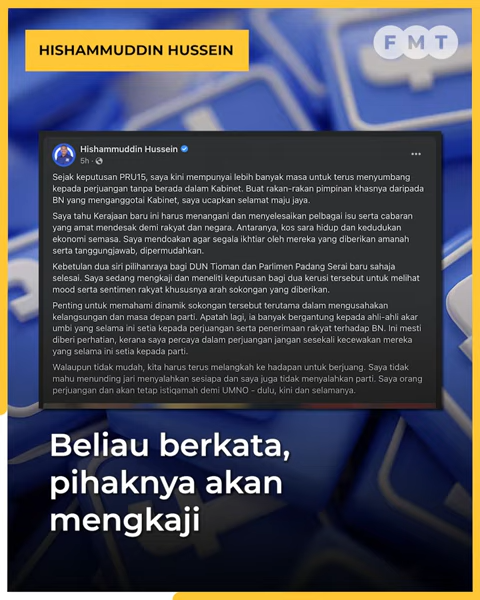 HISHAMMUDDIN HUSSEIN
FMT
Hishammuddin Hussein
5h ·
Sejak keputusan PRU15, saya kini mempunyai lebih banyak masa untuk terus menyumbang
kepada perjuangan tanpa berada dalam Kabinet. Buat rakan-rakan pimpinan khasnya daripada
BN yang menganggotai Kabinet, saya ucapkan selamat maju jaya.
Saya tahu Kerajaan baru ini harus menangani dan menyelesaikan pelbagai isu serta cabaran
yang amat mendesak demi rakyat dan negara. Antaranya, kos sara hidup dan kedudukan
ekonomi semasa. Saya mendoakan agar segala ikhtiar oleh mereka yang diberikan amanah
serta tanggungjawab, dipermudahkan.
Kebetulan dua siri pilihanraya bagi DUN Tioman dan Parlimen Padang Serai baru sahaja
selesai. Saya sedang mengkaji dan meneliti keputusan bagi dua kerusi tersebut untuk melihat
mood serta sentimen rakyat khususnya arah sokongan yang diberikan.
Penting untuk memahami dinamik sokongan tersebut terutama dalam mengusahakan
kelangsungan dan masa depan parti. Apatah lagi, ia banyak bergantung kepada ahli-ahli akar
umbi yang selama ini setia kepada perjuangan serta penerimaan rakyat terhadap BN. Ini mesti
diberi perhatian, kerana saya percaya dalam perjuangan jangan sesekali kecewakan mereka
yang selama ini setia kepada parti.
Walaupun tidak mudah, kita harus terus melangkah ke hadapan untuk berjuang. Saya tidak
mahu menunding jari menyalahkan sesiapa dan saya juga tidak menyalahkan parti. Saya orang
perjuangan dan akan tetap istiqamah demi UMNO - dulu, kini dan selamanya.
Beliau berkata,
pihaknya akan
mengkaji